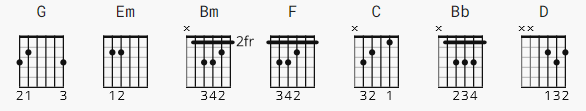 G Em Bm F C Bb D
× × × ××
2fr
21 3 12 342 342 32 1 234 132